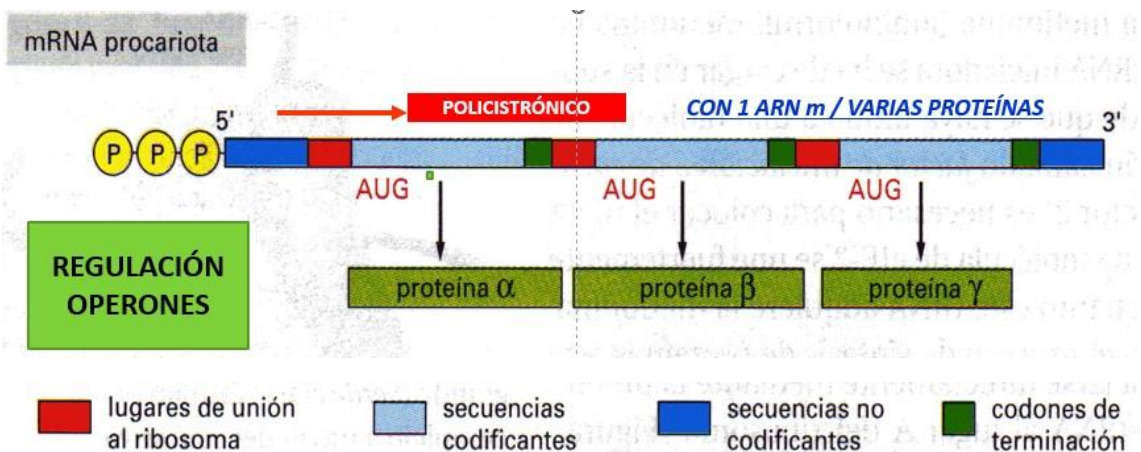 mRNA procariota
POLICISTRÓNICO
CON 1 ARN m / VARIAS PROTEÍNAS
5'
3'
P P P
AUG
AUG
AUG
REGULACIÓN
OPERONES
proteína α
proteína β
proteína γ
lugares de unión
al ribosoma
secuencias
codificantes
secuencias no
codificantes
codones de
terminación